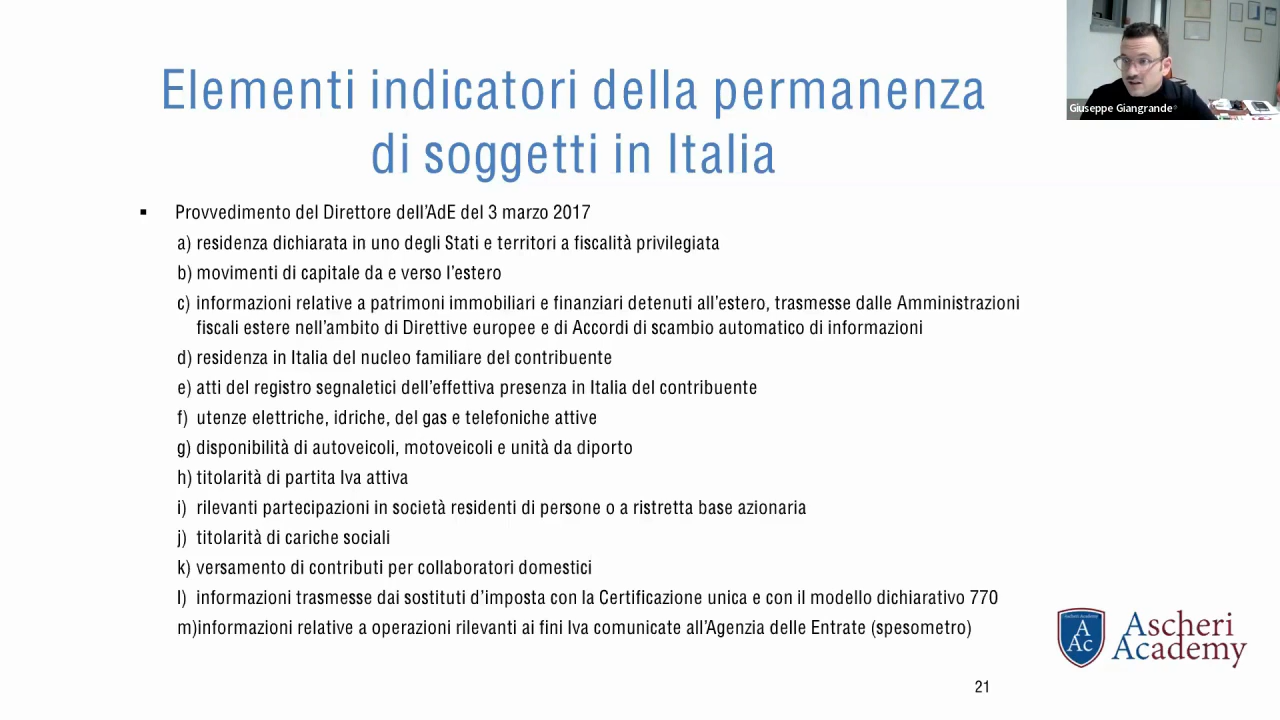 Elementi indicatori della permanenza
di soggetti in Italia
Giuseppe Giangrande
▪ Provvedimento del Direttore dell'AdE del 3 marzo 2017
a) residenza dichiarata in uno degli Stati e territori a fiscalità privilegiata
b) movimenti di capitale da e verso l'estero
c) informazioni relative a patrimoni immobiliari e finanziari detenuti all'estero, trasmesse dalle Amministrazioni
fiscali estere nell'ambito di Direttive europee e di Accordi di scambio automatico di informazioni
d) residenza in Italia del nucleo familiare del contribuente
e) atti del registro segnaletici dell'effettiva presenza in Italia del contribuente
f) utenze elettriche, idriche, del gas e telefoniche attive
g) disponibilità di autoveicoli, motoveicoli e unità da diporto
h) titolarità di partita Iva attiva
i) rilevanti partecipazioni in società residenti di persone o a ristretta base azionaria
j) titolarità di cariche sociali
k) versamento di contributi per collaboratori domestici
l) informazioni trasmesse dai sostituti d'imposta con la Certificazione unica e con il modello dichiarativo 770
m)informazioni relative a operazioni rilevanti ai fini Iva comunicate all'Agenzia delle Entrate (spesometro)
Ascheri Academy
A
Ac
Ascheri
Academy
21